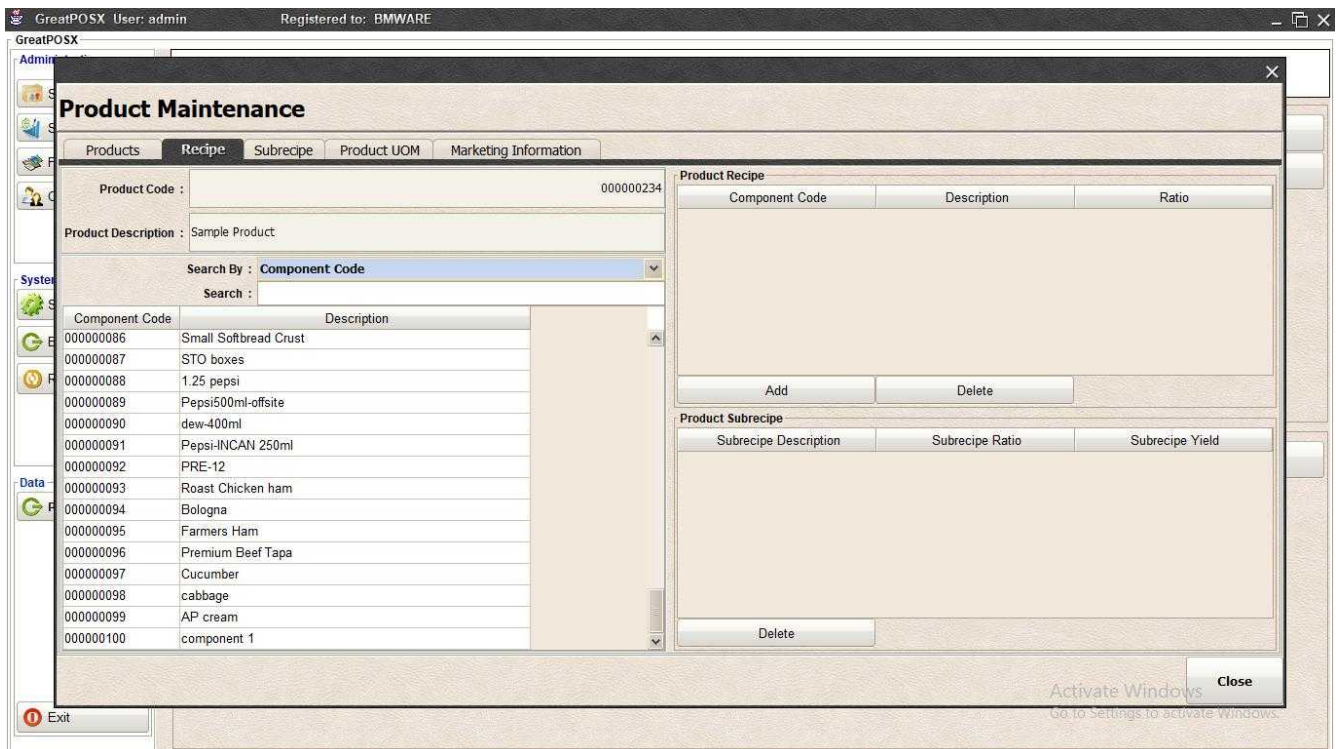 GreatPOSX User: admin Registered to: BMWARE
GreatPOSX
Product Maintenance
Products Recipe Subrecipe Product UOM Marketing Information
Product Code : 000000234
Product Description : Sample Product
Search By : Component Code
Search :
Component Code Description
000000086 Small Softbread Crust
000000087 STO boxes
000000088 1.25 pepsi
000000089 Pepsi500ml-offsite
000000090 dew-400ml
000000091 Pepsi-INCAN 250ml
000000092 PRE-12
000000093 Roast Chicken ham
000000094 Bologna
000000095 Farmers Ham
000000096 Premium Beef Tapa
000000097 Cucumber
000000098 cabbage
000000099 AP cream
000000100 component 1
Product Recipe
Component Code Description Ratio
Add Delete
Product Subrecipe
Subrecipe Description Subrecipe Ratio Subrecipe Yield
Delete
Close
Data
Exit
Activate Windows
Go to Settings to activate Windows.